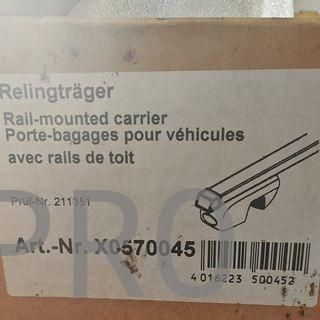 Relingträger
Rail-mounted carrier
Porte-bagages pour véhicules
avec rails de toit
Prüf-Nr. 211351
PRO
Art.-Nr. X0570045
4 016223 500452